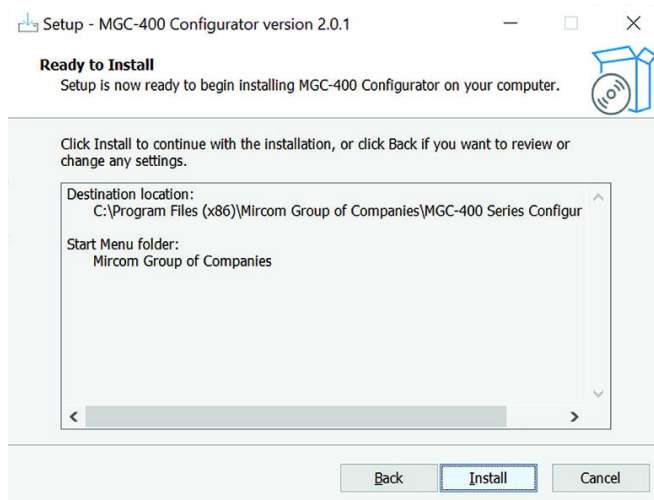 Setup - MGC-400 Configurator version 2.0.1
Ready to Install
Setup is now ready to begin installing MGC-400 Configurator on your computer.
Click Install to continue with the installation, or click Back if you want to review or
change any settings.
Destination location:
C:\Program Files (x86)\Mircom Group of Companies\MGC-400 Series Configur
Start Menu folder:
Mircom Group of Companies
Back
Install
Cancel